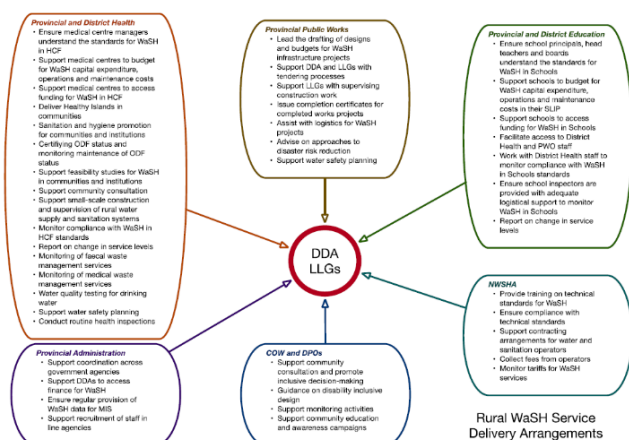 Provincial and District Health
• Ensure medical centre managers
understand the standards for WaSH
in HCF
• Support medical centres to budget
for WaSH capital expenditure,
operations and maintenance costs
• Support medical centres to access
funding for WaSH in HCF
• Deliver Healthy Islands in
communities
• Sanitation and hygiene promotion
for communities and institutions
• Certifying ODF status and
monitoring maintenance of ODF
status
• Support feasibility studies for WaSH
in communities and institutions
• Support community consultation
• Support small-scale construction
and supervision of rural water
supply and sanitation systems
• Monitor compliance with WaSH in
HCF standards
• Report on change in service levels
• Monitoring of faecal waste
management services
• Monitoring of medical waste
management services
• Water quality testing for drinking
water
• Support water safety planning
• Conduct routine health inspections
Provincial Public Works
• Lead the drafting of designs
and budgets for WaSH
infrastructure projects
• Support DDA and LLGs with
tendering processes
• Support LLGs with supervising
construction work
• Issue completion certificates for
completed works projects
• Assist with logistics for WaSH
projects
• Advise on approaches to
disaster risk reduction
• Support water safety planning
Provincial and District Education
• Ensure school principals, head
teachers and boards
understand the standards for
WaSH in Schools
• Support schools to budget for
WaSH capital expenditure,
operations and maintenance
costs in their SLIP
• Support schools to access
funding for WaSH in Schools
• Facilitate access to District
Health and PWO staff
• Work with District Health staff to
monitor compliance with WaSH
in Schools standards
• Ensure school inspectors are
provided with adequate
logistical support to monitor
WaSH in Schools
• Report on change in service
levels
DDA
LLGs
Provincial Administration
• Support coordination across
government agencies
• Support DDAs to access
finance for WaSH
• Ensure regular provision of
WaSH data for MIS
• Support recruitment of staff in
line agencies
COW and DPOs
• Support community
consultation and promote
inclusive decision-making
• Guidance on disability inclusive
design
• Support monitoring activities
• Support community education
and awareness campaigns
NWSHA
• Provide training on technical
standards for WaSH
• Ensure compliance with
technical standards
• Support contracting
arrangements for water and
sanitation operators
• Collect fees from operators
• Monitor tariffs for WaSH
services
Rural WaSH Service
Delivery Arrangements